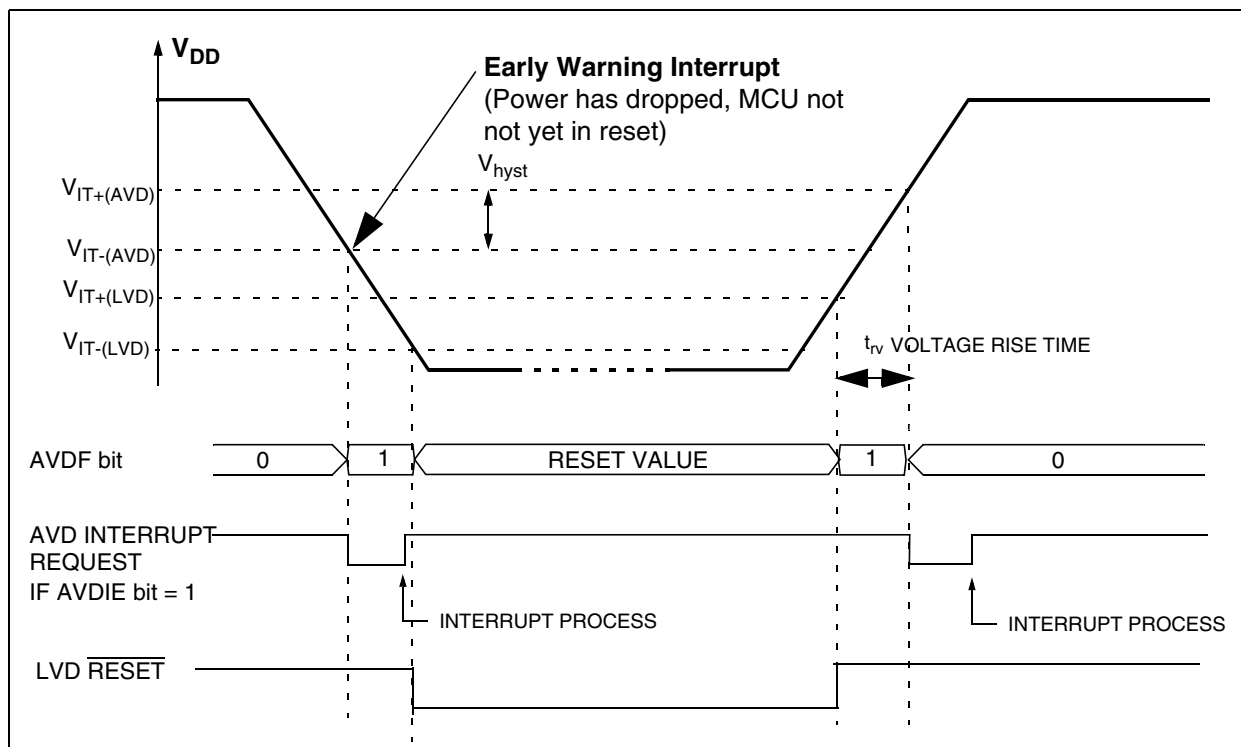 VDD
Early Warning Interrupt
(Power has dropped, MCU not
not yet in reset)
Vhyst
VIT+(AVD)
VIT-(AVD)
VIT+(LVD)
VIT-(LVD)
trv VOLTAGE RISE TIME
AVDF bit
0
1
RESET VALUE
1
0
AVD INTERRUPT
REQUEST
IF AVDIE bit = 1
INTERRUPT PROCESS
INTERRUPT PROCESS
LVD RESET